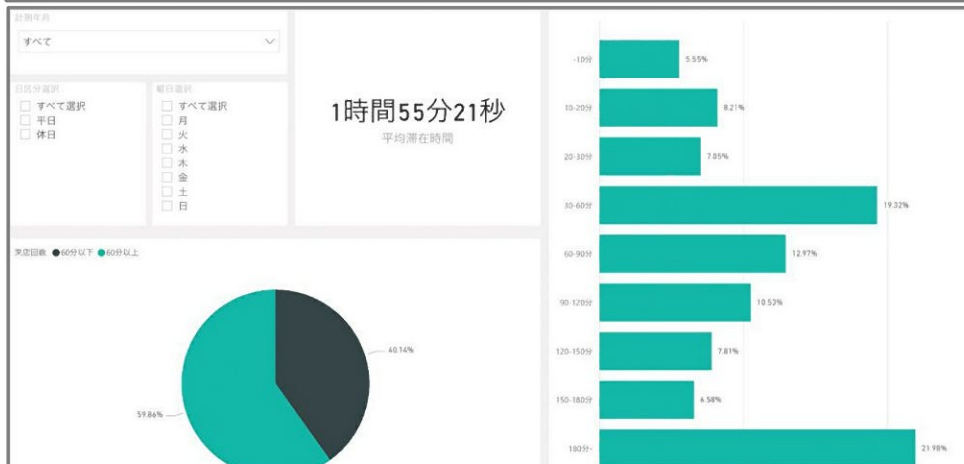 計測年月
すべて
日区分選択
すべて選択
平日
休日
曜日選択
すべて選択
月
火
水
木
金
土
日
1時間55分21秒
平均滞在時間
来店回数 60分以下 60分以上
40.14%
59.86%
-10分
5.55%
10-20分
8.21%
20-30分
7.05%
30-60分
19.32%
60-90分
12.97%
90-120分
10.53%
120-150分
7.81%
150-180分
6.58%
180分-
21.98%